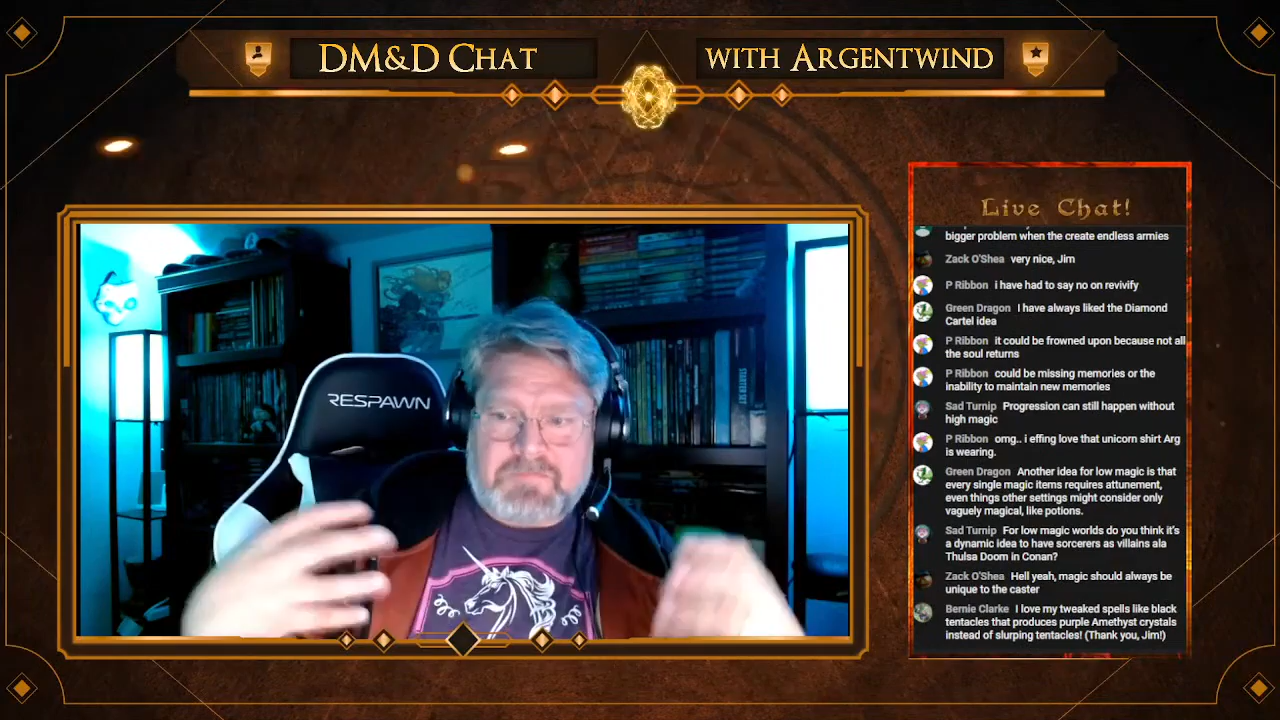 DM&D CHAT
WITH ARGENTWIND
Live Chat!
bigger problem when the create endless armies
Zack O'Shea very nice, Jim
P Ribbon i have had to say no on revivify
Green Dragon I have always liked the Diamond
Cartel idea
P Ribbon it could be frowned upon because not all
the soul returns
P Ribbon could be missing memories or the
inability to maintain new memories
Sad Turnip Progression can still happen without
high magic
P Ribbon omg.. i effing love that unicorn shirt Arg
is wearing.
Green Dragon Another idea for low magic is that
every single magic items requires attunement,
even things other settings might consider only
vaguely magical, like potions.
Sad Turnip For low magic worlds do you think it's
a dynamic idea to have sorcerers as villains ala
Thulsa Doom in Conan?
Zack O'Shea Hell yeah, magic should always be
unique to the caster
Bernie Clarke I love my tweaked spells like black
tentacles that produces purple Amethyst crystals
instead of slurping tentacles! (Thank you, Jim!)
RESPAWN
STARTER SET